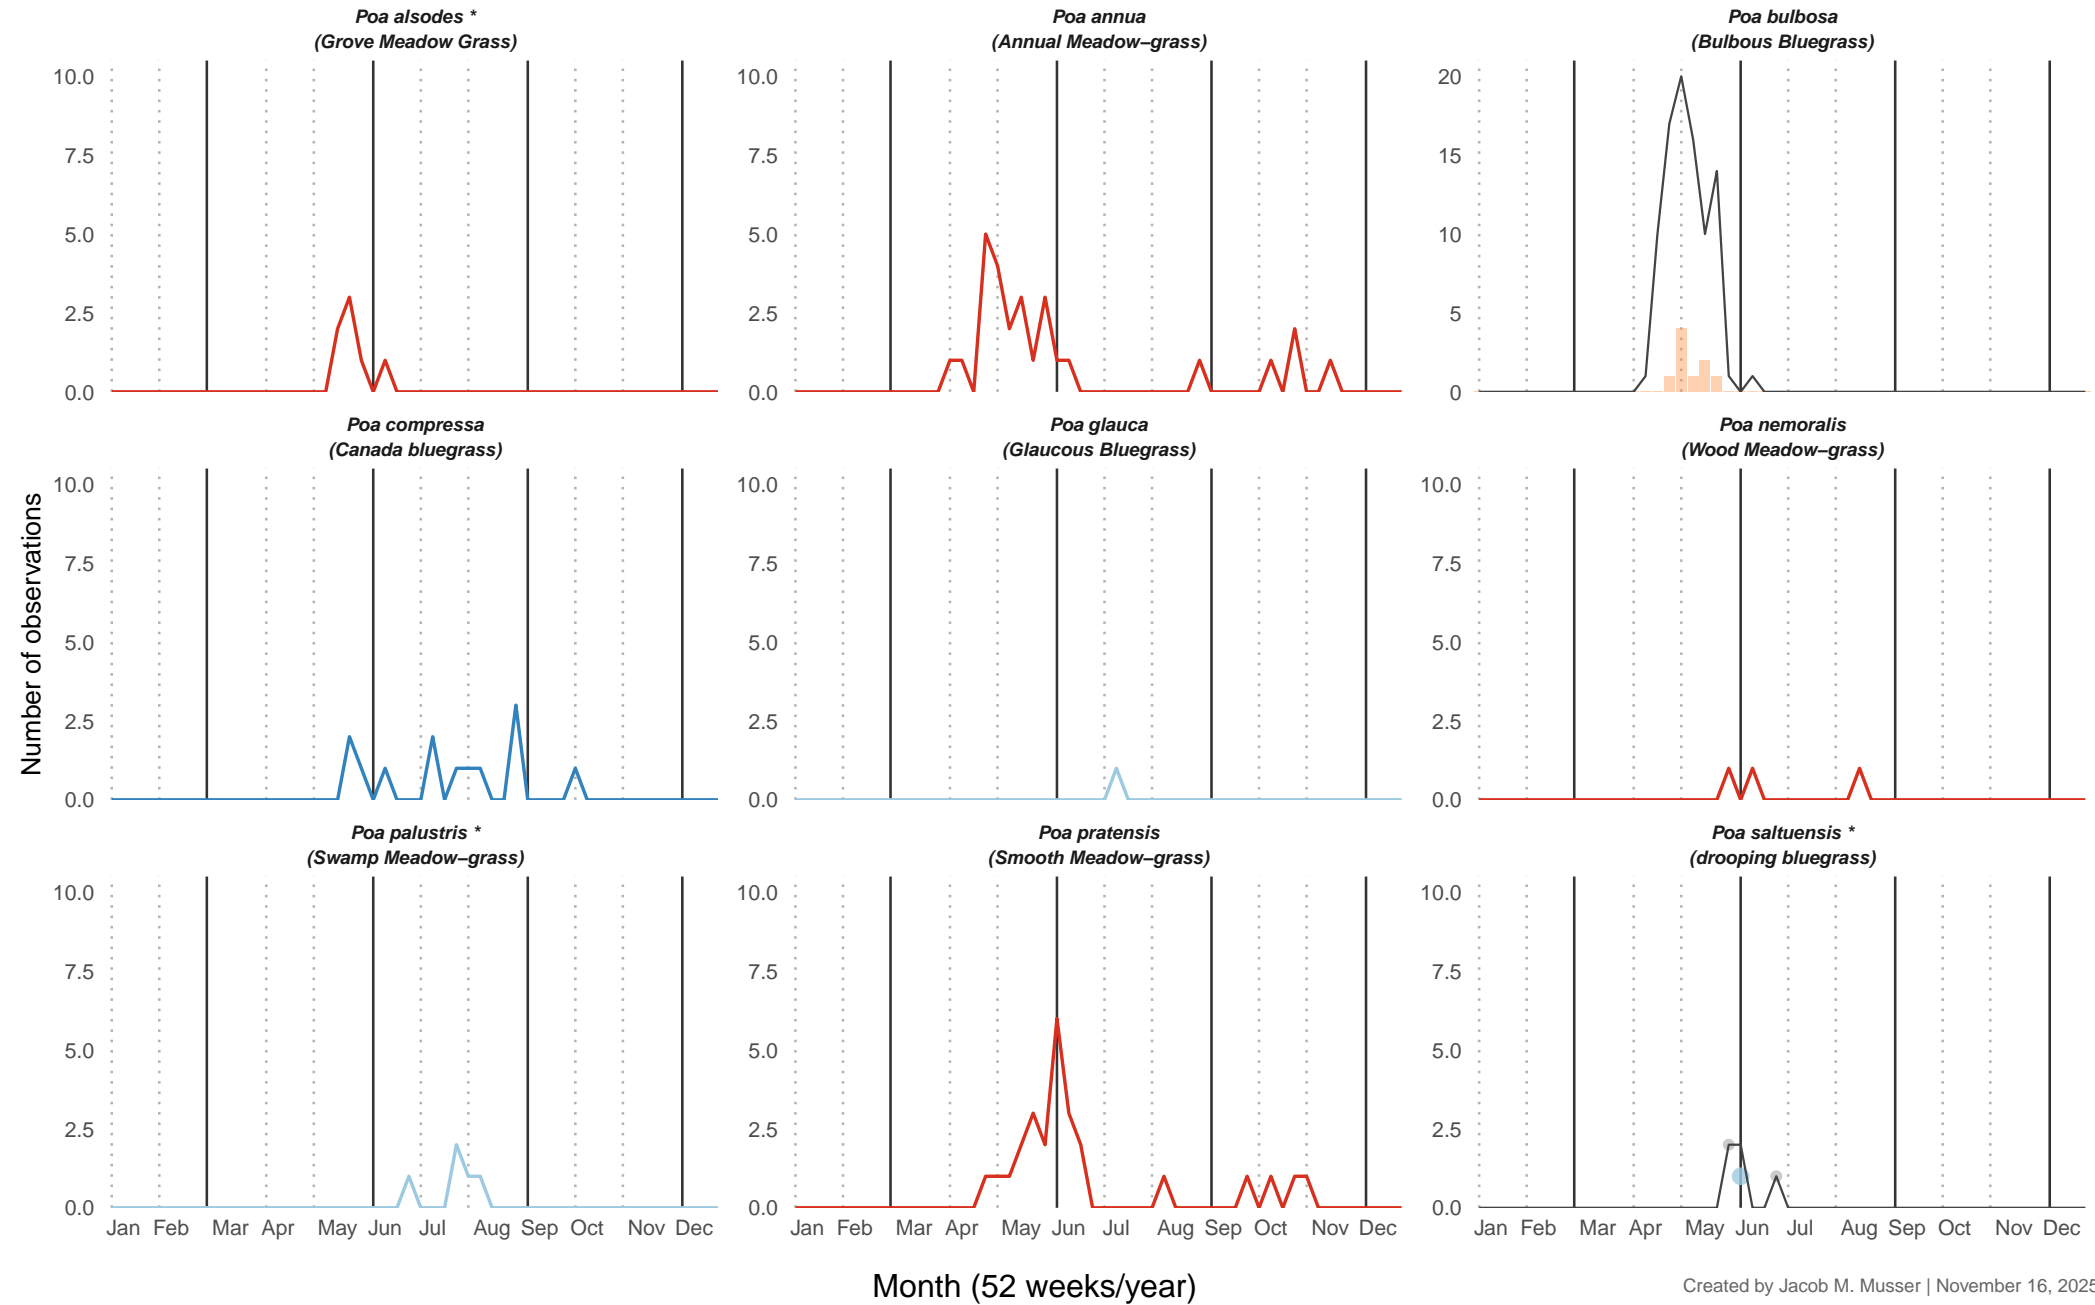 Poa alsodes *
(Grove Meadow Grass)
Poa annua
(Annual Meadow–grass)
Poa bulbosa
(Bulbous Bluegrass)
10.0
7.5
5.0
2.5
0.0
10.0
7.5
5.0
2.5
0.0
20
15
10
5
0
Poa compressa
(Canada bluegrass)
Poa glauca
(Glaucous Bluegrass)
Poa nemoralis
(Wood Meadow–grass)
Number of observations
10.0
7.5
5.0
2.5
0.0
10.0
7.5
5.0
2.5
0.0
10.0
7.5
5.0
2.5
0.0
Poa palustris *
(Swamp Meadow–grass)
Poa pratensis
(Smooth Meadow–grass)
Poa saltuensis *
(drooping bluegrass)
10.0
7.5
5.0
2.5
0.0
10.0
7.5
5.0
2.5
0.0
10.0
7.5
5.0
2.5
0.0
Jan Feb Mar Apr May Jun Jul Aug Sep Oct Nov Dec
Jan Feb Mar Apr May Jun Jul Aug Sep Oct Nov Dec
Jan Feb Mar Apr May Jun Jul Aug Sep Oct Nov Dec
Month (52 weeks/year)
Created by Jacob M. Musser | November 16, 2025